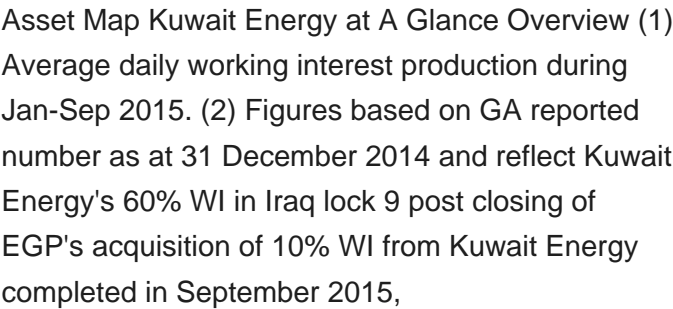 Asset Map Kuwait Energy at A Glance Overview (1)
Average daily working interest production during
Jan-Sep 2015. (2) Figures based on GA reported
number as at 31 December 2014 and reflect Kuwait
Energy's 60% WI in Iraq lock 9 post closing of
EGP's acquisition of 10% WI from Kuwait Energy
completed in September 2015,